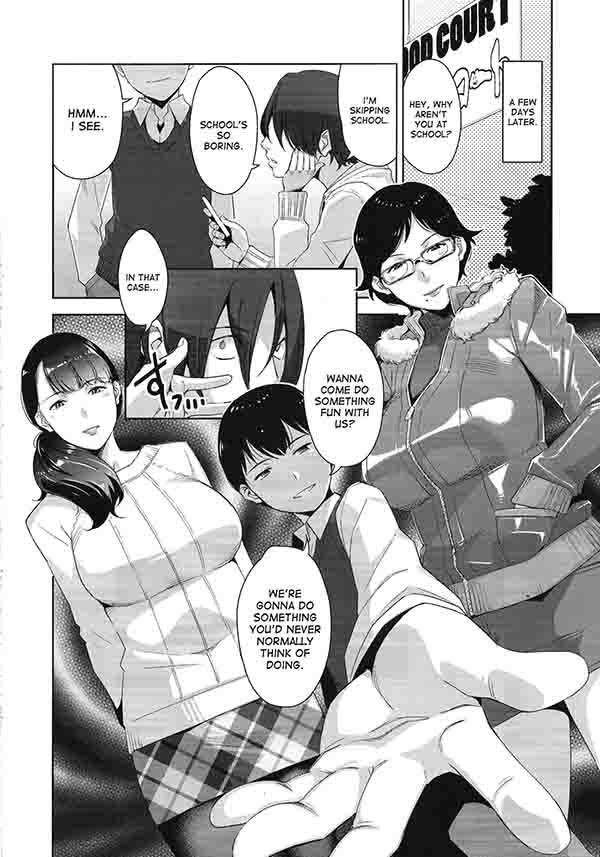 OOD COURT
A FEW
DAYS
LATER.
HEY, WHY
AREN'T
YOU AT
SCHOOL?
I'M
SKIPPING
SCHOOL.
SCHOOL'S
SO
BORING.
HMM...
I SEE.
IN THAT
CASE...
すっ…
WANNA
COME DO
SOMETHING
FUN WITH
US?
WE'RE
GONNA DO
SOMETHING
YOU'D NEVER
NORMALLY
THINK OF
DOING.